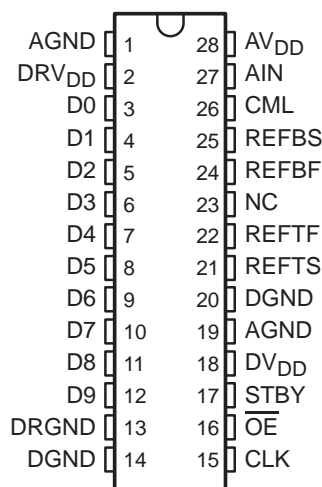 AGND 1 28 AVDD
DRVDD 2 27 AIN
D0 3 26 CML
D1 4 25 REFBS
D2 5 24 REFBF
D3 6 23 NC
D4 7 22 REFTF
D5 8 21 REFTS
D6 9 20 DGND
D7 10 19 AGND
D8 11 18 DVDD
D9 12 17 STBY
DRGND 13 16 O̅E̅
DGND 14 15 CLK